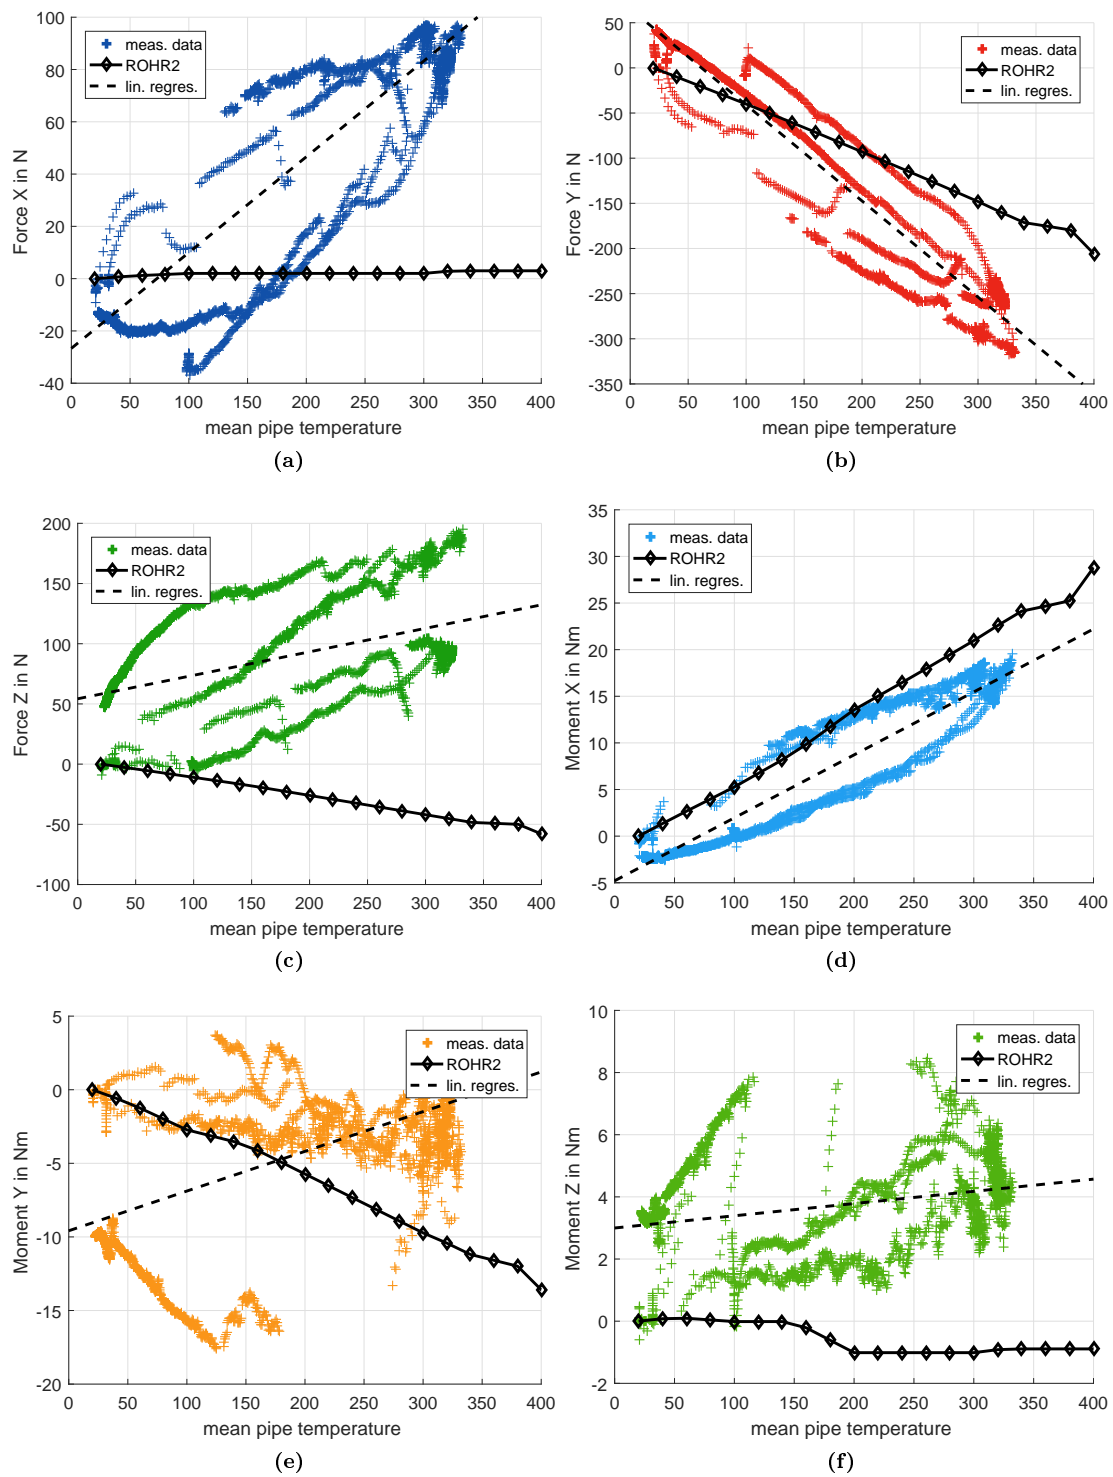 100
80
60
40
20
0
-20
-40
0 50 100 150 200 250 300 350 400
Force X in N
mean pipe temperature
meas. data
ROHR2
lin. regres.
(a)
50
0
-50
-100
-150
-200
-250
-300
-350
0 50 100 150 200 250 300 350 400
Force Y in N
mean pipe temperature
meas. data
ROHR2
lin. regres.
(b)
200
150
100
50
0
-50
-100
0 50 100 150 200 250 300 350 400
Force Z in N
mean pipe temperature
meas. data
ROHR2
lin. regres.
(c)
35
30
25
20
15
10
5
0
-5
0 50 100 150 200 250 300 350 400
Moment X in Nm
mean pipe temperature
meas. data
ROHR2
lin. regres.
(d)
5
0
-5
-10
-15
-20
0 50 100 150 200 250 300 350 400
Moment Y in Nm
mean pipe temperature
meas. data
ROHR2
lin. regres.
(e)
10
8
6
4
2
0
-2
0 50 100 150 200 250 300 350 400
Moment Z in Nm
mean pipe temperature
meas. data
ROHR2
lin. regres.
(f)